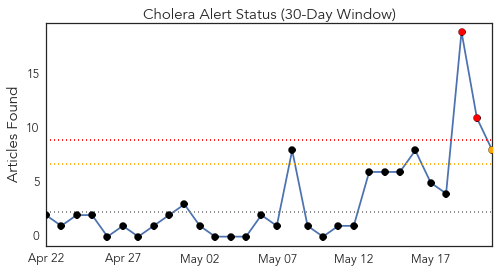 Cholera Alert Status (30-Day Window)
Articles Found
15
10
5
0
Apr 22 Apr 27 May 02 May 07 May 12 May 17